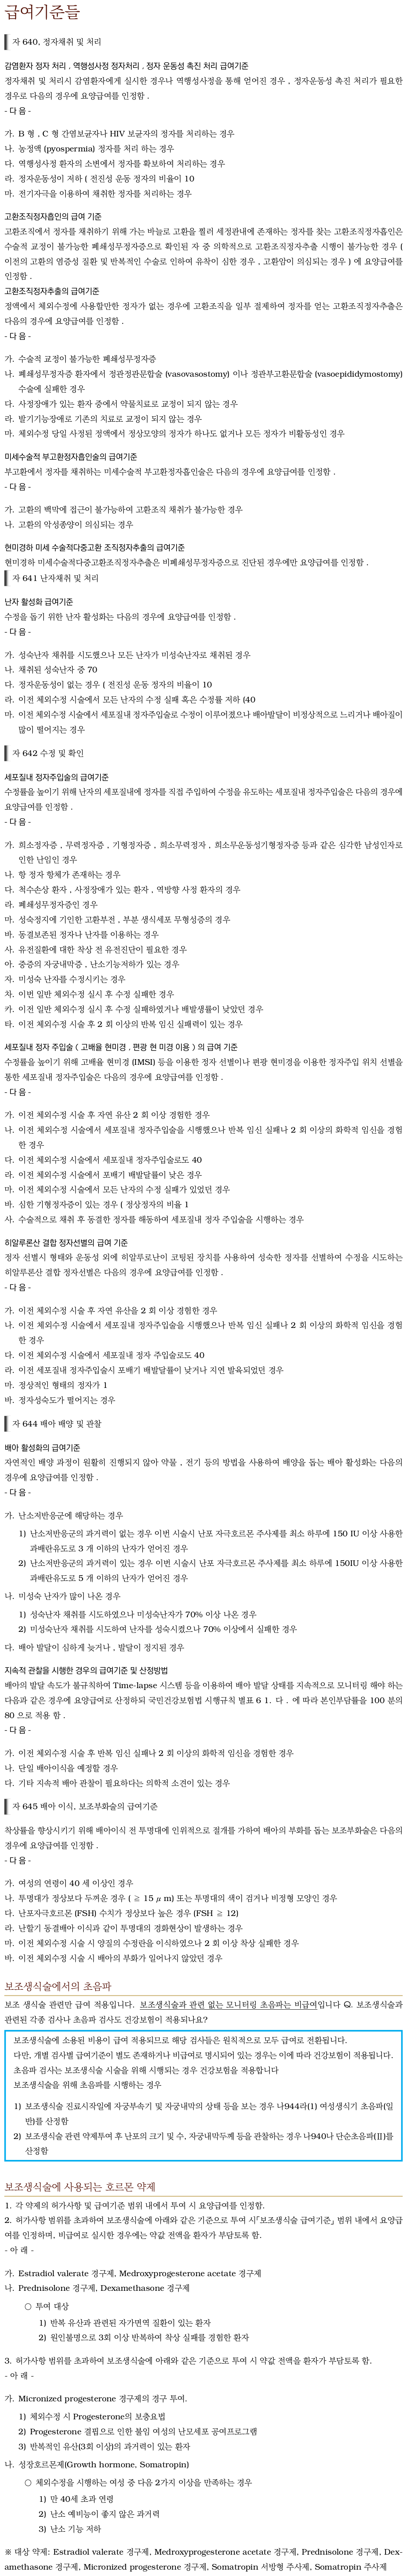 급여기준들
자 640, 정자채취 및 처리
감염환자 정자 처리 , 역행성사정 정자처리 , 정자 운동성 촉진 처리 급여기준
정자채취 및 처리시 감염환자에게 실시한 경우나 역행성사정을 통해 얻어진 경우 , 정자운동성 촉진 처리가 필요한
경우로 다음의 경우에 요양급여를 인정함 .
- 다 음 -
가. B 형 , C 형 간염보균자나 HIV 보균자의 정자를 처리하는 경우
나. 농정액 (pyospermia) 정자를 처리 하는 경우
다. 역행성사정 환자의 소변에서 정자를 확보하여 처리하는 경우
라. 정자운동성이 저하 ( 전진성 운동 정자의 비율이 10
마. 전기자극을 이용하여 채취한 정자를 처리하는 경우
고환조직정자흡인의 급여 기준
고환조직에서 정자를 채취하기 위해 가는 바늘로 고환을 찔러 세정관내에 존재하는 정자를 찾는 고환조직정자흡인은
수술적 교정이 불가능한 폐쇄성무정자증으로 확인된 자 중 의학적으로 고환조직정자추출 시행이 불가능한 경우 (
이전의 고환의 염증성 질환 및 반복적인 수술로 인하여 유착이 심한 경우 , 고환암이 의심되는 경우 ) 에 요양급여를
인정함 .
고환조직정자추출의 급여기준
정액에서 체외수정에 사용할만한 정자가 없는 경우에 고환조직을 일부 절제하여 정자를 얻는 고환조직정자추출은
다음의 경우에 요양급여를 인정함 .
- 다 음 -
가. 수술적 교정이 불가능한 폐쇄성무정자증
나. 폐쇄성무정자증 환자에서 정관정관문합술 (vasovasostomy) 이나 정관부고환문합술 (vasoepididymostomy)
수술에 실패한 경우
다. 사정장애가 있는 환자 중에서 약물치료로 교정이 되지 않는 경우
라. 발기기능장애로 기존의 치료로 교정이 되지 않는 경우
마. 체외수정 당일 사정된 정액에서 정상모양의 정자가 하나도 없거나 모든 정자가 비활동성인 경우
미세수술적 부고환정자흡인술의 급여기준
부고환에서 정자를 채취하는 미세수술적 부고환정자흡인술은 다음의 경우에 요양급여를 인정함 .
- 다 음 -
가. 고환의 백막에 접근이 불가능하여 고환조직 채취가 불가능한 경우
나. 고환의 악성종양이 의심되는 경우
현미경하 미세 수술적다중고환 조직정자추출의 급여기준
현미경하 미세수술적다중고환조직정자추출은 비폐쇄성무정자증으로 진단된 경우에만 요양급여를 인정함 .
자 641 난자채취 및 처리
난자 활성화 급여기준
수정을 돕기 위한 난자 활성화는 다음의 경우에 요양급여를 인정함 .
- 다 음 -
가. 성숙난자 채취를 시도했으나 모든 난자가 미성숙난자로 채취된 경우
나. 채취된 성숙난자 중 70
다. 정자운동성이 없는 경우 ( 전진성 운동 정자의 비율이 10
라. 이전 체외수정 시술에서 모든 난자의 수정 실패 혹은 수정률 저하 (40
마. 이전 체외수정 시술에서 세포질내 정자주입술로 수정이 이루어졌으나 배아발달이 비정상적으로 느리거나 배아질이
많이 떨어지는 경우
자 642 수정 및 확인
세포질내 정자주입술의 급여기준
수정률을 높이기 위해 난자의 세포질내에 정자를 직접 주입하여 수정을 유도하는 세포질내 정자주입술은 다음의 경우에
요양급여를 인정함 .
- 다 음 -
가. 희소정자증 , 무력정자증 , 기형정자증 , 희소무력정자 , 희소무운동성기형정자증 등과 같은 심각한 남성인자로
인한 난임인 경우
나. 항 정자 항체가 존재하는 경우
다. 척수손상 환자 , 사정장애가 있는 환자 , 역방향 사정 환자의 경우
라. 폐쇄성무정자증인 경우
마. 성숙정지에 기인한 고환부전 , 부분 생식세포 무형성증의 경우
바. 동결보존된 정자나 난자를 이용하는 경우
사. 유전질환에 대한 착상 전 유전진단이 필요한 경우
아. 중증의 자궁내막증 , 난소기능저하가 있는 경우
자. 미성숙 난자를 수정시키는 경우
차. 이번 일반 체외수정 실시 후 수정 실패한 경우
카. 이전 일반 체외수정 실시 후 수정 실패하였거나 배발생률이 낮았던 경우
타. 이전 체외수정 시술 후 2 회 이상의 반복 임신 실패력이 있는 경우
세포질내 정자 주입술 ( 고배율 현미경 , 편광 현 미경 이용 ) 의 급여 기준
수정률을 높이기 위해 고배율 현미경 (IMSI) 등을 이용한 정자 선별이나 편광 현미경을 이용한 정자주입 위치 선별을
통한 세포질내 정자주입술은 다음의 경우에 요양급여를 인정함 .
- 다 음 -
가. 이전 체외수정 시술 후 자연 유산 2 회 이상 경험한 경우
나. 이전 체외수정 시술에서 세포질내 정자주입술을 시행했으나 반복 임신 실패나 2 회 이상의 화학적 임신을 경험
한 경우
다. 이전 체외수정 시술에서 세포질내 정자주입술로도 40
라. 이전 체외수정 시술에서 포배기 배발달률이 낮은 경우
마. 이전 체외수정 시술에서 모든 난자의 수정 실패가 있었던 경우
바. 심한 기형정자증이 있는 경우 ( 정상정자의 비율 1
사. 수술적으로 채취 후 동결한 정자를 해동하여 세포질내 정자 주입술을 시행하는 경우
히알루론산 결합 정자선별의 급여 기준
정자 선별시 형태와 운동성 외에 히알루로난이 코팅된 장치를 사용하여 성숙한 정자를 선별하여 수정을 시도하는
히알루론산 결합 정자선별은 다음의 경우에 요양급여를 인정함 .
- 다 음 -
가. 이전 체외수정 시술 후 자연 유산을 2 회 이상 경험한 경우
나. 이전 체외수정 시술에서 세포질내 정자주입술을 시행했으나 반복 임신 실패나 2 회 이상의 화학적 임신을 경험
한 경우
다. 이전 체외수정 시술에서 세포질내 정자 주입술로도 40
라. 이전 세포질내 정자주입술시 포배기 배발달률이 낮거나 지연 발육되었던 경우
바. 정상적인 형태의 정자가 1
바. 정자성숙도가 떨어지는 경우
자 644 배아 배양 및 관찰
배아 활성화의 급여기준
자연적인 배양 과정이 원활히 진행되지 않아 약물 , 전기 등의 방법을 사용하여 배양을 돕는 배아 활성화는 다음의
경우에 요양급여를 인정함 .
- 다 음 -
가. 난소저반응군에 해당하는 경우
1) 난소저반응군의 과거력이 없는 경우 이번 시술시 난포 자극호르몬 주사제를 최소 하루에 150 IU 이상 사용한
과배란유도로 3 개 이하의 난자가 얻어진 경우
2) 난소저반응군의 과거력이 있는 경우 이번 시술시 난포 자극호르몬 주사제를 최소 하루에 150IU 이상 사용한
과배란유도로 5 개 이하의 난자가 얻어진 경우
나. 미성숙 난자가 많이 나온 경우
1) 성숙난자 채취를 시도하였으나 미성숙난자가 70% 이상 나온 경우
2) 미성숙난자 채취를 시도하여 난자를 성숙시켰으나 70% 이상에서 실패한 경우
다. 배아 발달이 심하게 늦거나 , 발달이 정지된 경우
지속적 관찰을 시행한 경우의 급여기준 및 산정방법
배아의 발달 속도가 불규칙하여 Time-lapse 시스템 등을 이용하여 배아 발달 상태를 지속적으로 모니터링 해야 하는
다음과 같은 경우에 요양급여로 산정하되 국민건강보험법 시행규칙 별표 6 1. 다 . 에 따라 본인부담률을 100 분의
80 으로 적용 함 .
- 다 음 -
가. 이전 체외수정 시술 후 반복 임신 실패나 2 회 이상의 화학적 임신을 경험한 경우
나. 단일 배아이식을 예정할 경우
다. 기타 지속적 배아 관찰이 필요하다는 의학적 소견이 있는 경우
자 645 배아 이식, 보조부화술의 급여기준
착상률을 향상시키기 위해 배아이식 전 투명대에 인위적으로 절개를 가하여 배아의 부화를 돕는 보조부화술은 다음의
경우에 요양급여를 인정함 .
- 다 음 -
가. 여성의 연령이 40 세 이상인 경우
나. 투명대가 정상보다 두꺼운 경우 ( ≥ 15 μ m) 또는 투명대의 색이 검거나 비정형 모양인 경우
다. 난포자극호르몬 (FSH) 수치가 정상보다 높은 경우 (FSH ≥ 12)
라. 난할기 동결배아 이식과 같이 투명대의 경화현상이 발생하는 경우
마. 이전 체외수정 시술 시 양질의 수정란을 이식하였으나 2 회 이상 착상 실패한 경우
바. 이전 체외수정 시술 시 배아의 부화가 일어나지 않았던 경우
보조생식술에서의 초음파
보조 생식술 관련만 급여 적용입니다. 보조생식술과 관련 없는 모니터링 초음파는 비급여입니다 Q. 보조생식술과
관련된 각종 검사나 초음파 검사도 건강보험이 적용되나요?
보조생식술에 소용된 비용이 급여 적용되므로 해당 검사들은 원칙적으로 모두 급여로 전환됩니다.
다만, 개별 검사별 급여기준이 별도 존재하거나 비급여로 명시되어 있는 경우는 이에 따라 건강보험이 적용됩니다.
초음파 검사는 보조생식술 시술을 위해 시행되는 경우 건강보험을 적용합니다
보조생식술을 위해 초음파를 시행하는 경우
1) 보조생식술 진료시작일에 자궁부속기 및 자궁내막의 상태 등을 보는 경우 나944라(1) 여성생식기 초음파(일
반)를 산정함
2) 보조생식술 관련 약제투여 후 난포의 크기 및 수, 자궁내막두께 등을 관찰하는 경우 나940나 단순초음파(II)를
산정함
보조생식술에 사용되는 호르몬 약제
1. 각 약제의 허가사항 및 급여기준 범위 내에서 투여 시 요양급여를 인정함.
2. 허가사항 범위를 초과하여 보조생식술에 아래와 같은 기준으로 투여 시「보조생식술 급여기준」 범위 내에서 요양급
여를 인정하며, 비급여로 실시한 경우에는 약값 전액을 환자가 부담토록 함.
- 아 래 -
가. Estradiol valerate 경구제, Medroxyprogesterone acetate 경구제
나. Prednisolone 경구제, Dexamethasone 경구제
○ 투여 대상
1) 반복 유산과 관련된 자가면역 질환이 있는 환자
2) 원인불명으로 3회 이상 반복하여 착상 실패를 경험한 환자
3. 허가사항 범위를 초과하여 보조생식술에 아래와 같은 기준으로 투여 시 약값 전액을 환자가 부담토록 함.
- 아 래 -
가. Micronized progesterone 경구제의 경구 투여.
1) 체외수정 시 Progesterone의 보충요법
2) Progesterone 결핍으로 인한 불임 여성의 난모세포 공여프로그램
3) 반복적인 유산(3회 이상)의 과거력이 있는 환자
나. 성장호르몬제(Growth hormone, Somatropin)
○ 체외수정을 시행하는 여성 중 다음 2가지 이상을 만족하는 경우
1) 만 40세 초과 연령
2) 난소 예비능이 좋지 않은 과거력
3) 난소 기능 저하
※ 대상 약제: Estradiol valerate 경구제, Medroxyprogesterone acetate 경구제, Prednisolone 경구제, Dex-
amethasone 경구제, Micronized progesterone 경구제, Somatropin 서방형 주사제, Somatropin 주사제